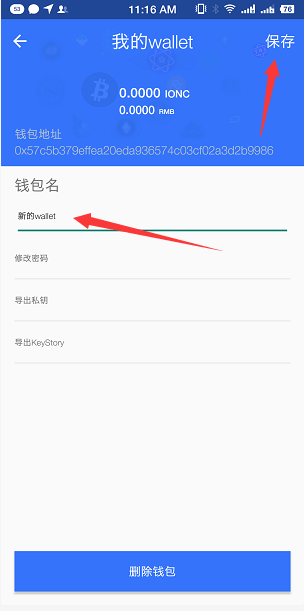 53 11:16 AM 76
我的wallet 保存
0.0000 IONC
0.0000 RMB
钱包地址
0x57c5b379effea20eda936574c03cf02a3d2b9986
钱包名
新的wallet
修改密码
导出私钥
导出KeyStory
删除钱包